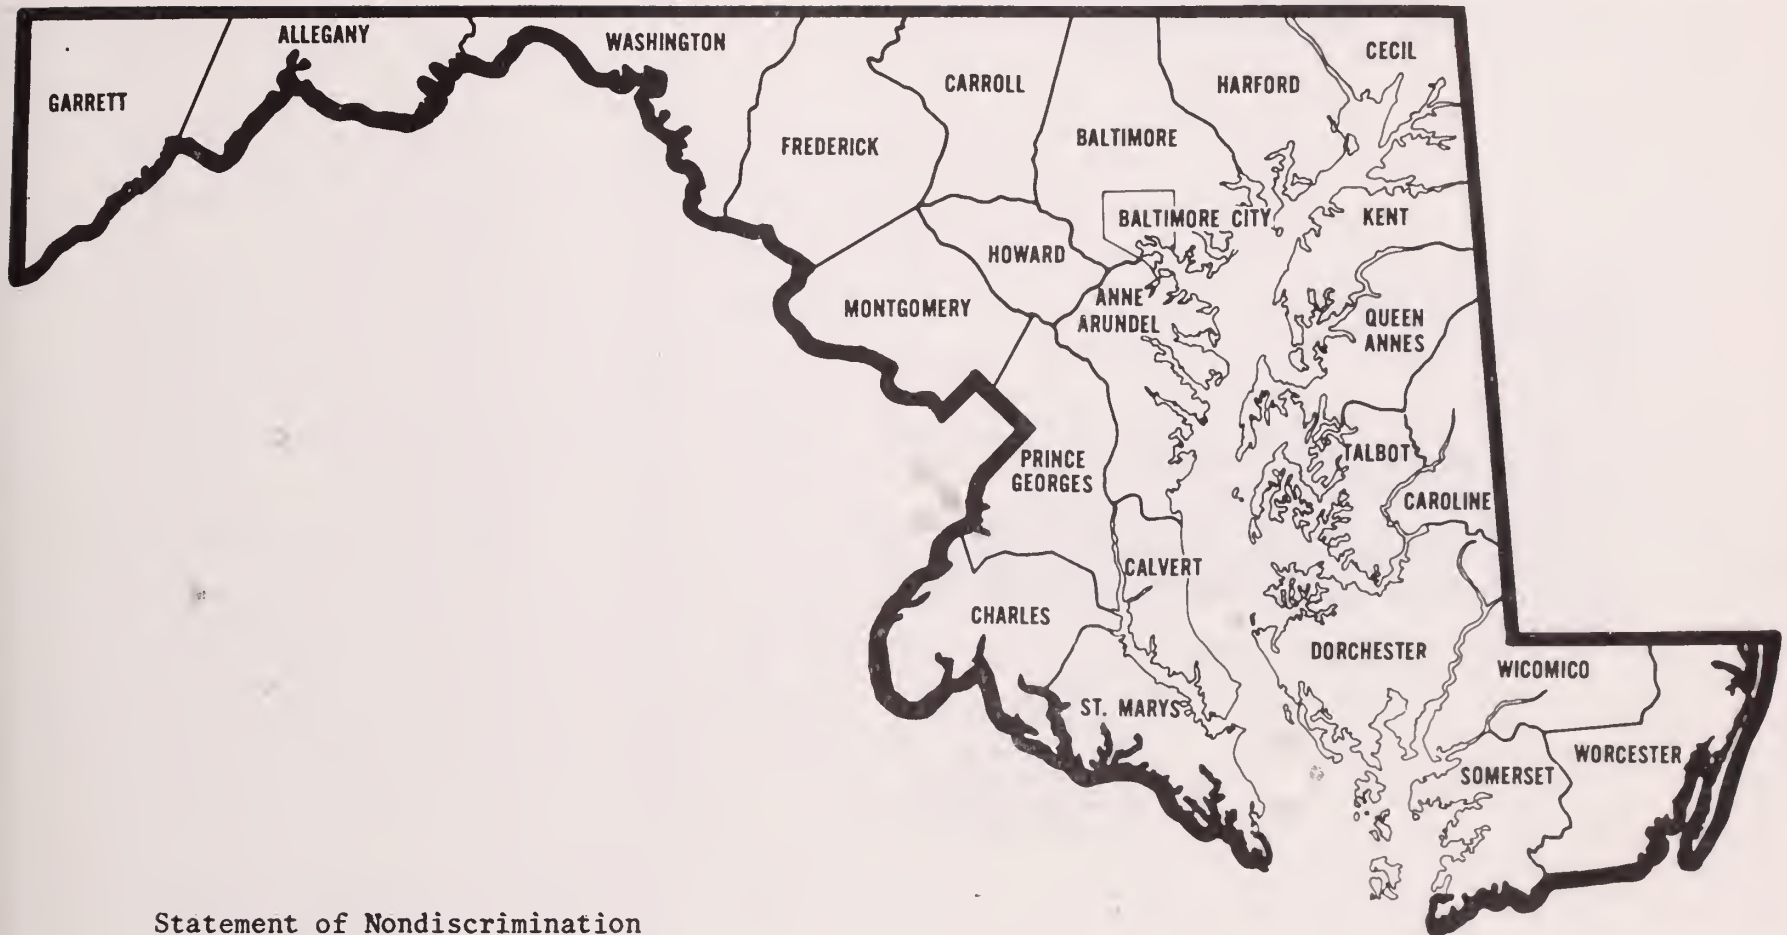 ALLEGANY
WASHINGTON
GARRETT
FREDERICK
CARROLL
BALTIMORE
HARFORD
CECIL
BALTIMORE CITY
KENT
HOWARD
MONTGOMERY
ANNE
ARUNDEL
QUEEN
ANNES
TALBOT
PRINCE
GEORGES
CAROLINE
CALVERT
CHARLES
DORCHESTER
WICOMICO
ST. MARYS
WORCESTER
SOMERSET
Statement of Nondiscrimination